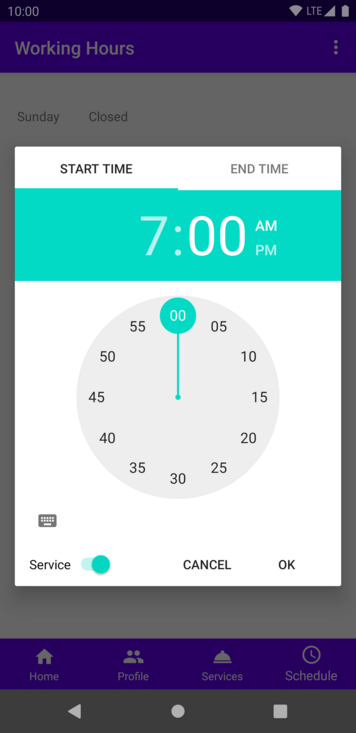 10:00
LTE
Working Hours
Sunday Closed
START TIME END TIME
7:00 AM
PM
00
55 05
50 10
45 15
40 20
35 25
30
Service CANCEL OK
Home Profile Services Schedule